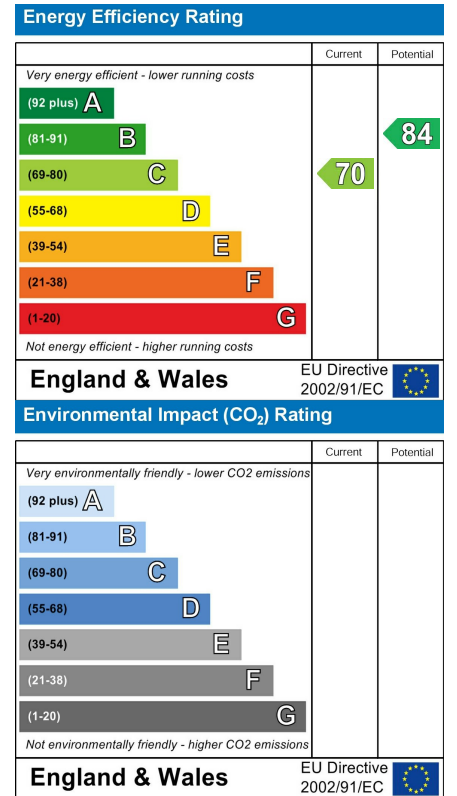 Energy Efficiency Rating
Current Potential
Very energy efficient - lower running costs
(92 plus) A
(81-91) B
(69-80) C
(55-68) D
(39-54) E
(21-38) F
(1-20) G
84
70
Not energy efficient - higher running costs
England & Wales
EU Directive
2002/91/EC
Environmental Impact (CO₂) Rating
Current Potential
Very environmentally friendly - lower CO2 emissions
(92 plus) A
(81-91) B
(69-80) C
(55-68) D
(39-54) E
(21-38) F
(1-20) G
Not environmentally friendly - higher CO2 emissions
England & Wales
EU Directive
2002/91/EC